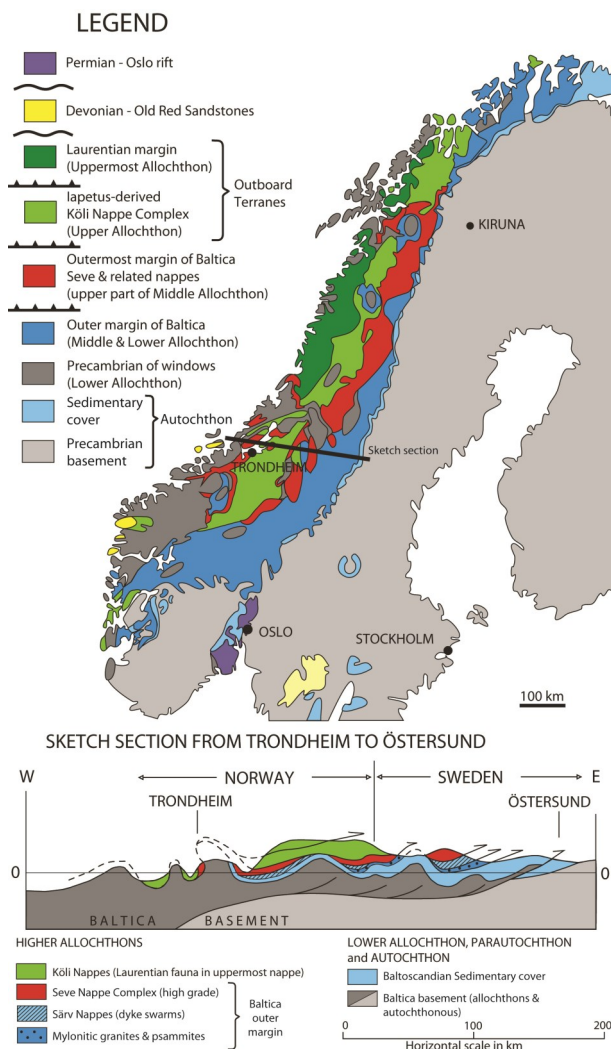 LEGEND
Permian - Oslo rift
Devonian - Old Red Sandstones
Laurentian margin
(Uppermost Allochthon)
Outboard
Terranes
Iapetus-derived
Köli Nappe Complex
(Upper Allochthon)
Outermost margin of Baltica
Seve & related nappes
(upper part of Middle Allochthon)
Outer margin of Baltica
(Middle & Lower Allochthon)
Precambrian of windows
(Lower Allochthon)
Sedimentary
cover
Autochthon
Precambrian
basement
KIRUNA
Sketch section
TRONDHEIM
OSLO
STOCKHOLM
100 km
SKETCH SECTION FROM TRONDHEIM TO ÖSTERSUND
W
NORWAY
SWEDEN
E
TRONDHEIM
ÖSTERSUND
0
0
BALTICA BASEMENT
HIGHER ALLOCHTHONS
Köli Nappes (Laurentian fauna in uppermost nappe)
Seve Nappe Complex (high grade)
Särv Nappes (dyke swarms)
Mylonitic granites & psammites
Baltica
outer
margin
LOWER ALLOCHTHON, PARAUTOCHTHON
and AUTOCHTHON
Baltoscandian Sedimentary cover
Baltica basement (allochthons &
autochthonous)
0 100 200
Horizontal scale in km